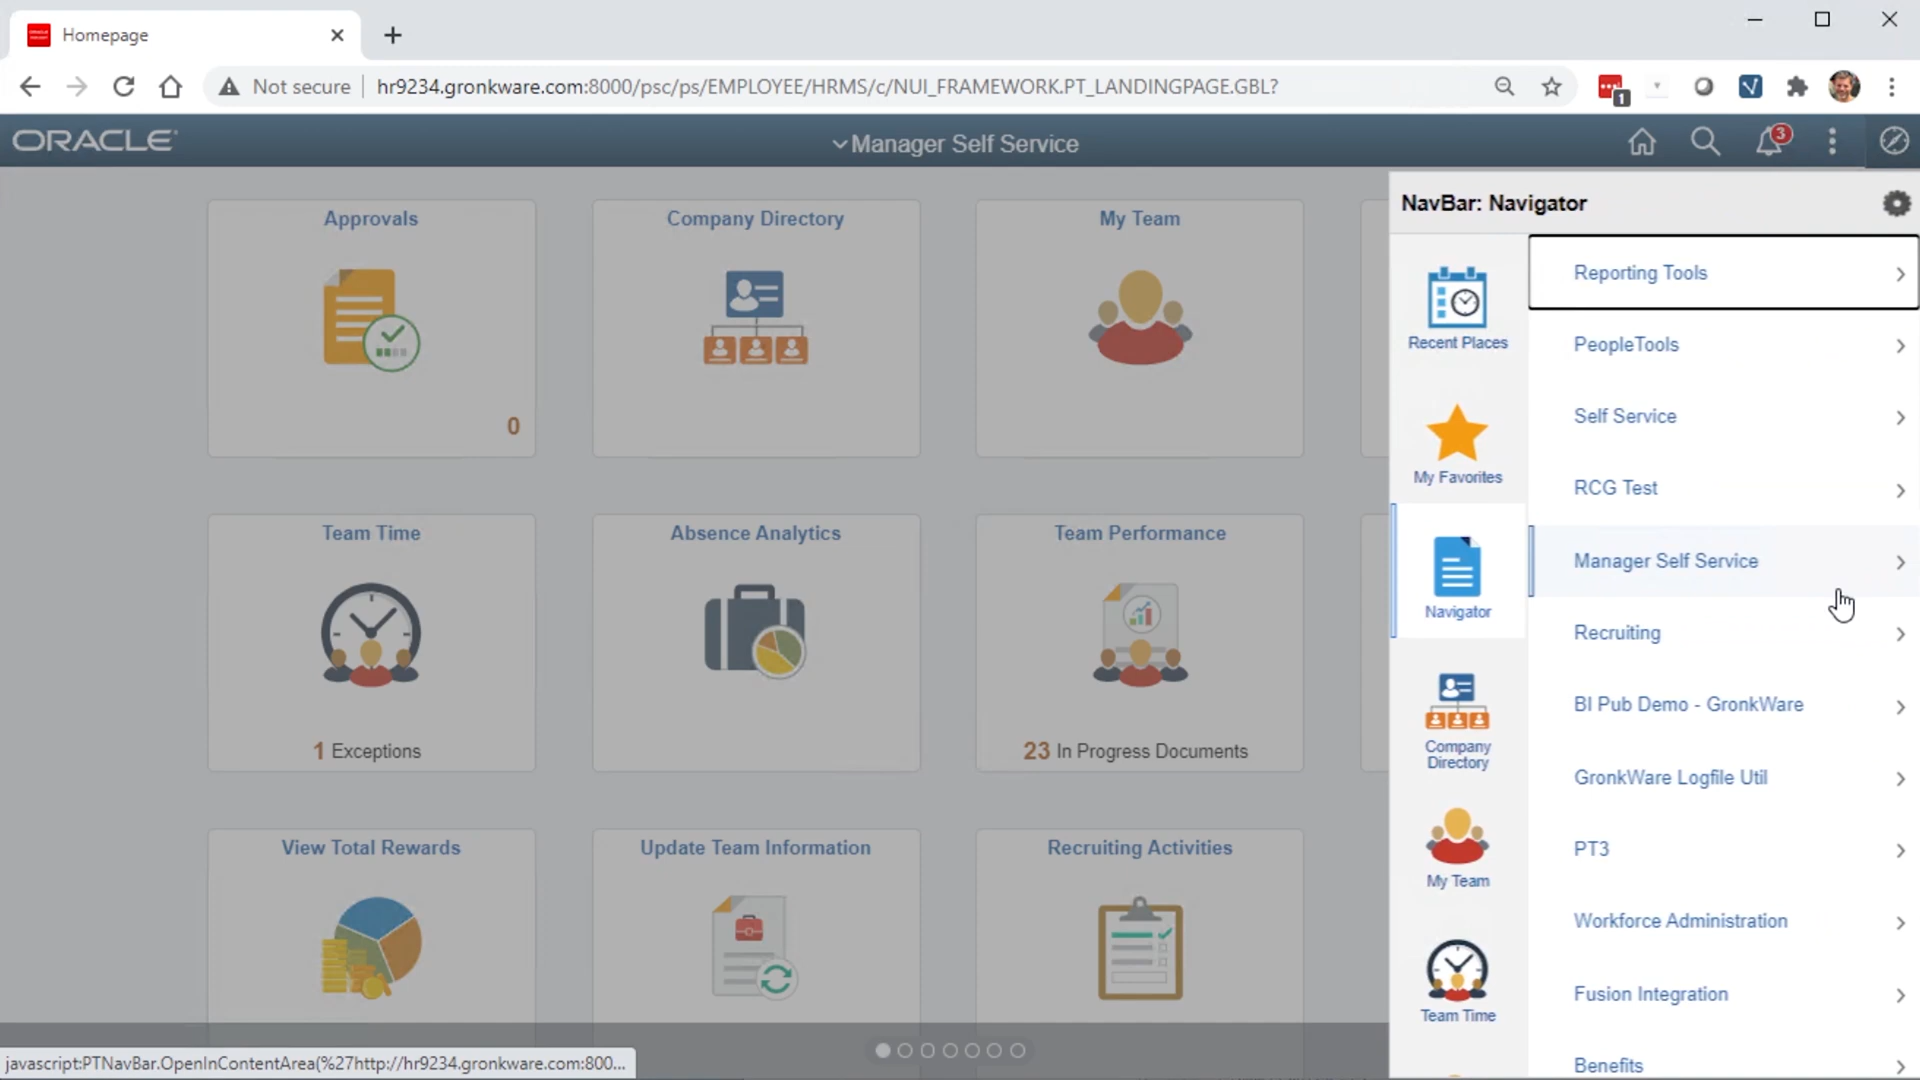 Homepage
Not secure
hr9234.gronkware.com:8000/psc/ps/EMPLOYEE/HRMS/c/NUI_FRAMEWORK.PT_LANDINGPAGE.GBL?
1
ORACLE
Manager Self Service
3
NavBar: Navigator
Approvals
0
Company Directory
My Team
Team Time
1 Exceptions
Absence Analytics
Team Performance
23 In Progress Documents
View Total Rewards
Update Team Information
Recruiting Activities
Recent Places
My Favorites
Navigator
Company
Directory
My Team
Team Time
Reporting Tools
PeopleTools
Self Service
RCG Test
Manager Self Service
Recruiting
BI Pub Demo - GronkWare
GronkWare Logfile Util
PT3
Workforce Administration
Fusion Integration
Benefits
javascript:PTNavBar.OpenInContentArea(%27http://hr9234.gronkware.com:800...